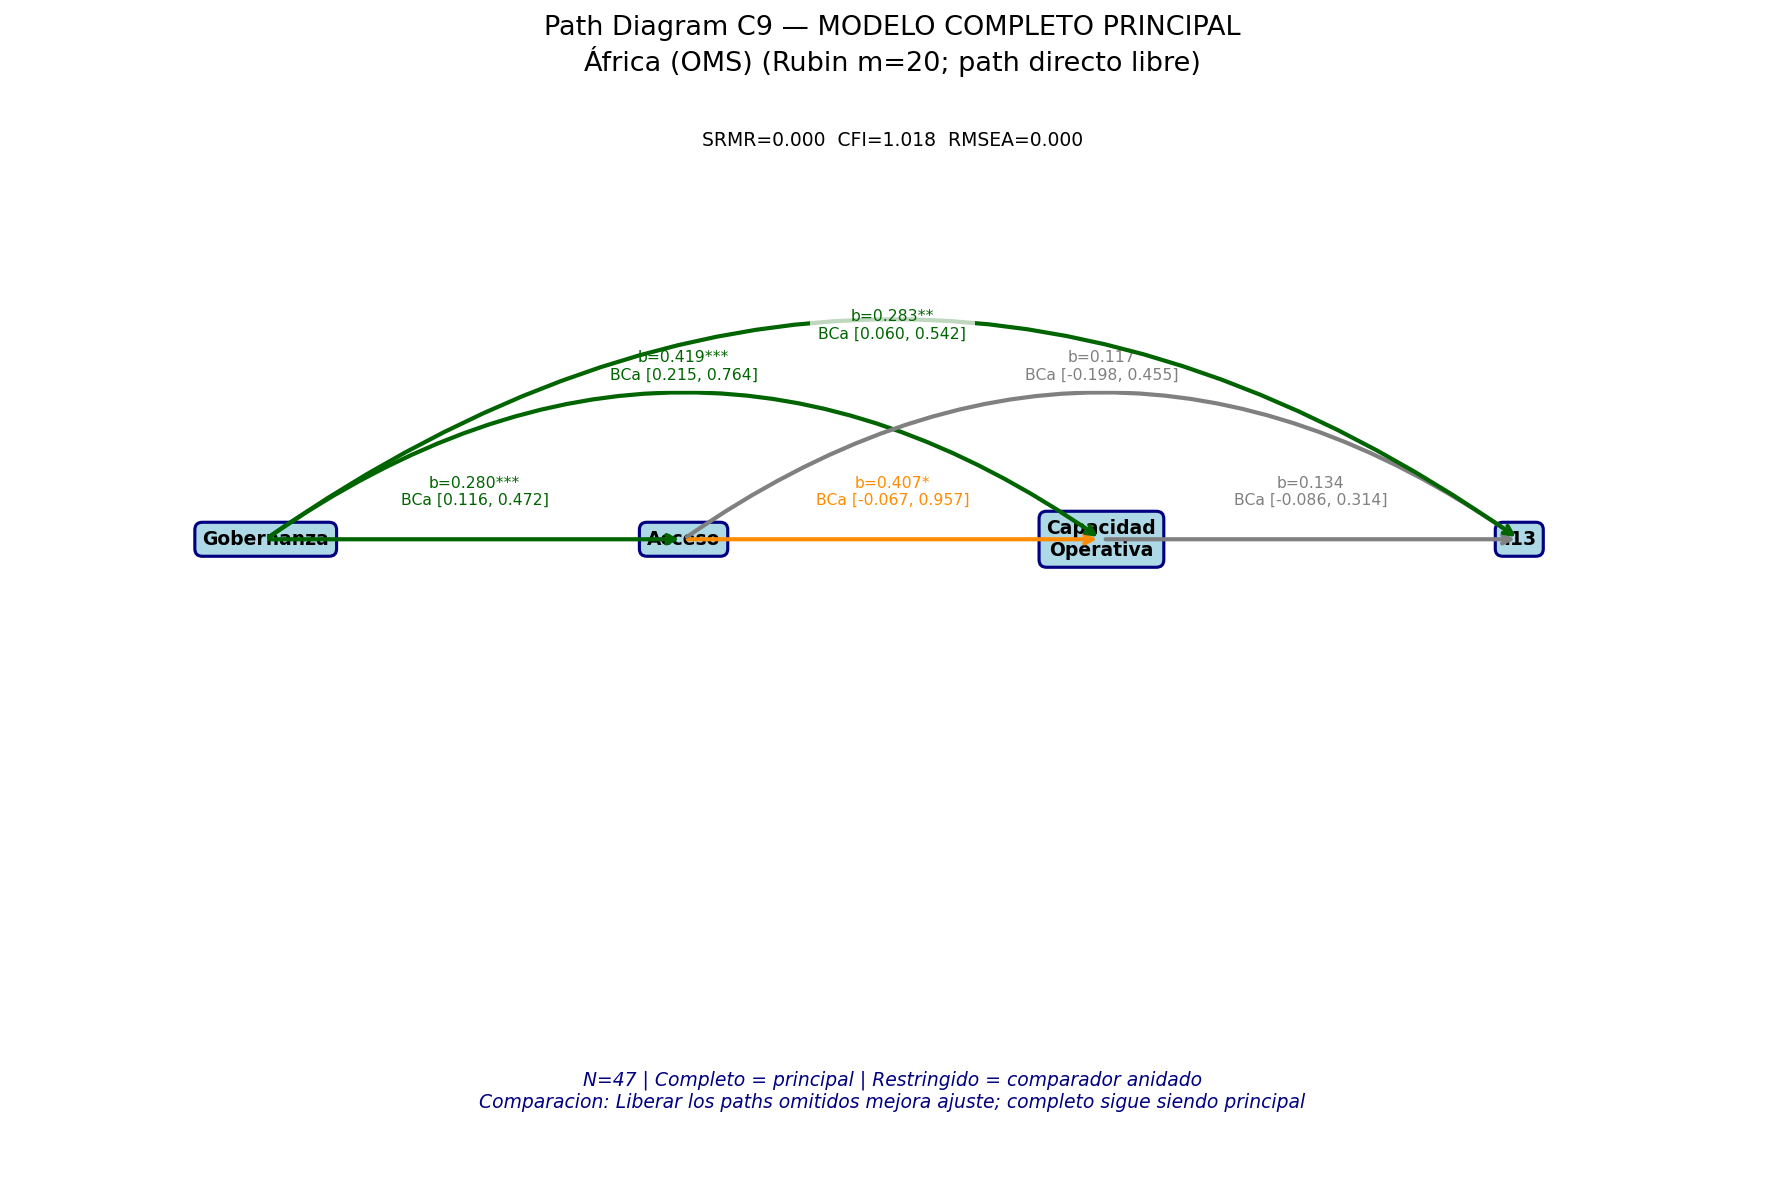 Path Diagram C9 — MODELO COMPLETO PRINCIPAL
África (OMS) (Rubin m=20; path directo libre)
SRMR=0.000  CFI=1.018  RMSEA=0.000
b=0.283**
BCa [0.060, 0.542]
b=0.419***
BCa [0.215, 0.764]
b=0.117
BCa [-0.198, 0.455]
b=0.280***
BCa [0.116, 0.472]
b=0.407*
BCa [-0.067, 0.957]
b=0.134
BCa [-0.086, 0.314]
Gobernanza
Acceso
Capacidad
Operativa
N=47 | Completo = principal | Restringido = comparador anidado
Comparacion: Liberar los paths omitidos mejora ajuste; completo sigue siendo principal